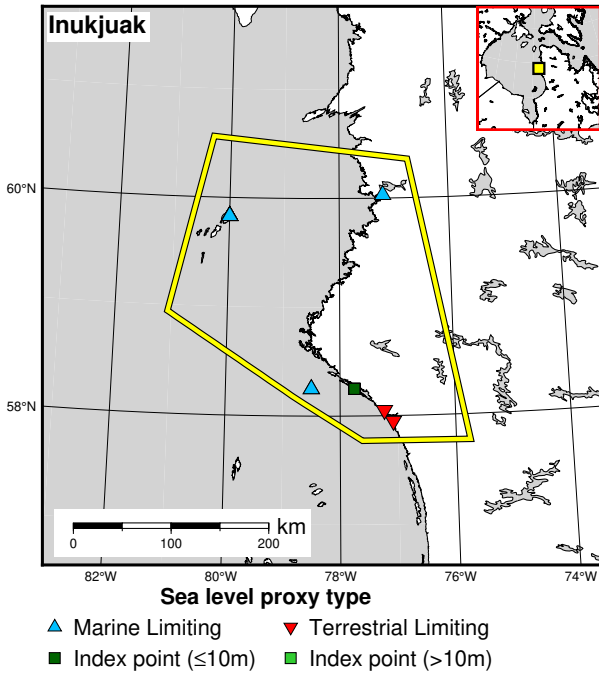 Inukjuak
60°N
58°N
km
0 100 200
82°W 80°W 78°W 76°W 74°W
Sea level proxy type
Marine Limiting Terrestrial Limiting
Index point (≤10m) Index point (>10m)